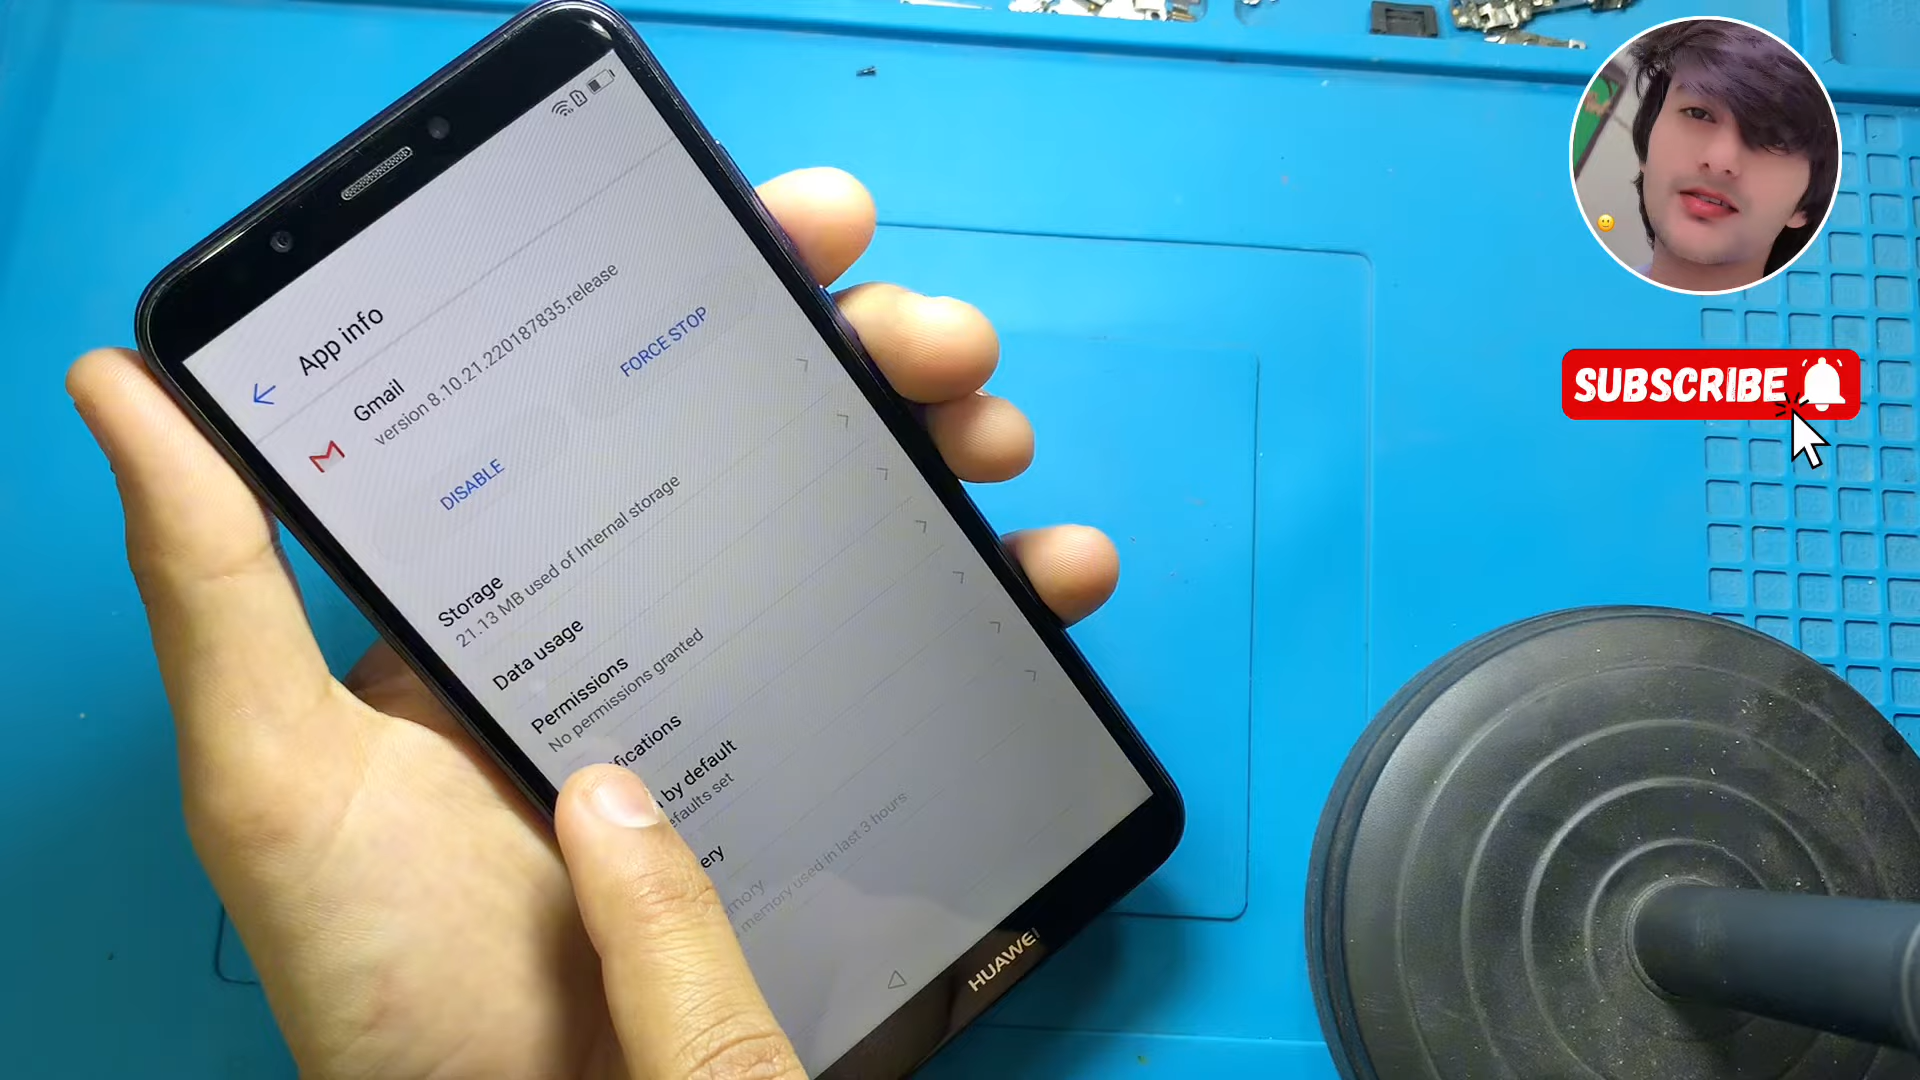 App info
Gmail
version 8.10.21.220187835.release
DISABLE
FORCE STOP
Storage
21.13 MB used of Internal storage
Data usage
Permissions
No permissions granted
ifications
by default
efaults set
ery
mory
memory used in last 3 hours
HUAWEI
SUBSCRIBE